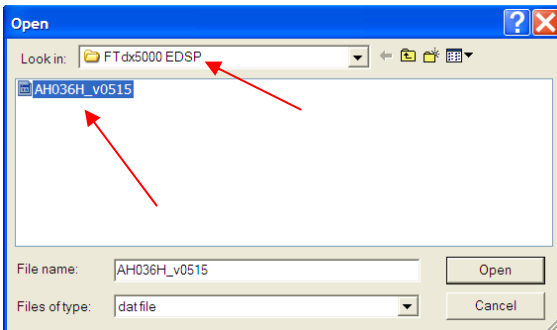 Open
Look in: FTdx5000 EDSP
AH036H_v0515
File name: AH036H_v0515 Open
Files of type: dat file Cancel